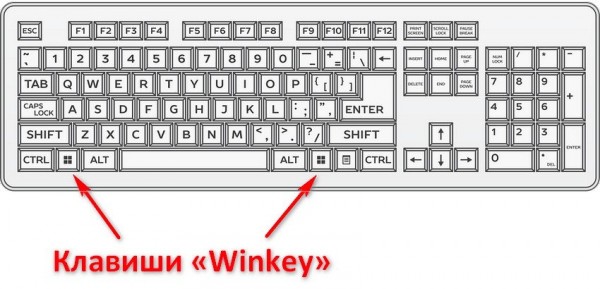 ESC F1 F2 F3 F4 F5 F6 F7 F8 F9 F10 F11 F12 PRINT SCREEN SCROLL LOCK PAUSE BREAK
~ ` 1 2 3 4 5 6 7 8 9 0 _ - + = | \ ← INSERT HOME PAGE UP NUM LOCK / * -
TAB Q W E R T Y U I O P { [ } ] DELETE END PAGE DOWN 7 8 9 +
CAPS LOCK A S D F G H J K L : ; " , ENTER 4 5 6
SHIFT Z X C V B N M < , > . ? / SHIFT ↑ 1 2 3 ENTER
CTRL ALT ALT CTRL ← ↓ → 0 • DEL
Клавиши «Winkey»